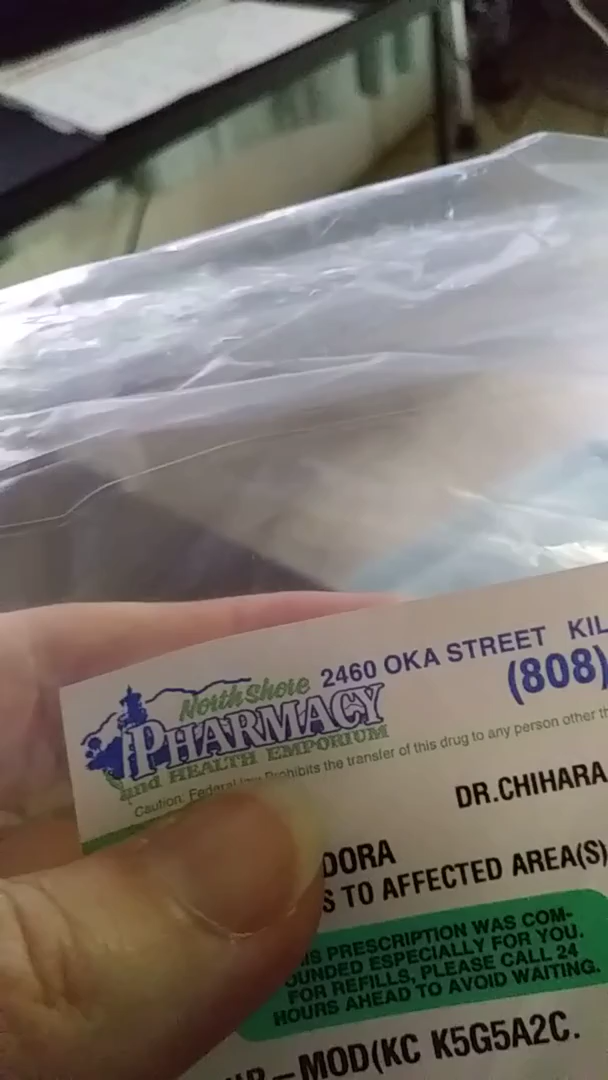 2460 OKA STREET KIL
North Shore
PHARMACY
(808)
and HEALTH EMPORIUM
Caution: Federal law Prohibits the transfer of this drug to any person other th
DR.CHIHARA
DORA
S TO AFFECTED AREA(S)
IS PRESCRIPTION WAS COM-
OUNDED ESPECIALLY FOR YOU.
FOR REFILLS, PLEASE CALL 24
HOURS AHEAD TO AVOID WAITING.
-MOD(KC K5G5A2C.